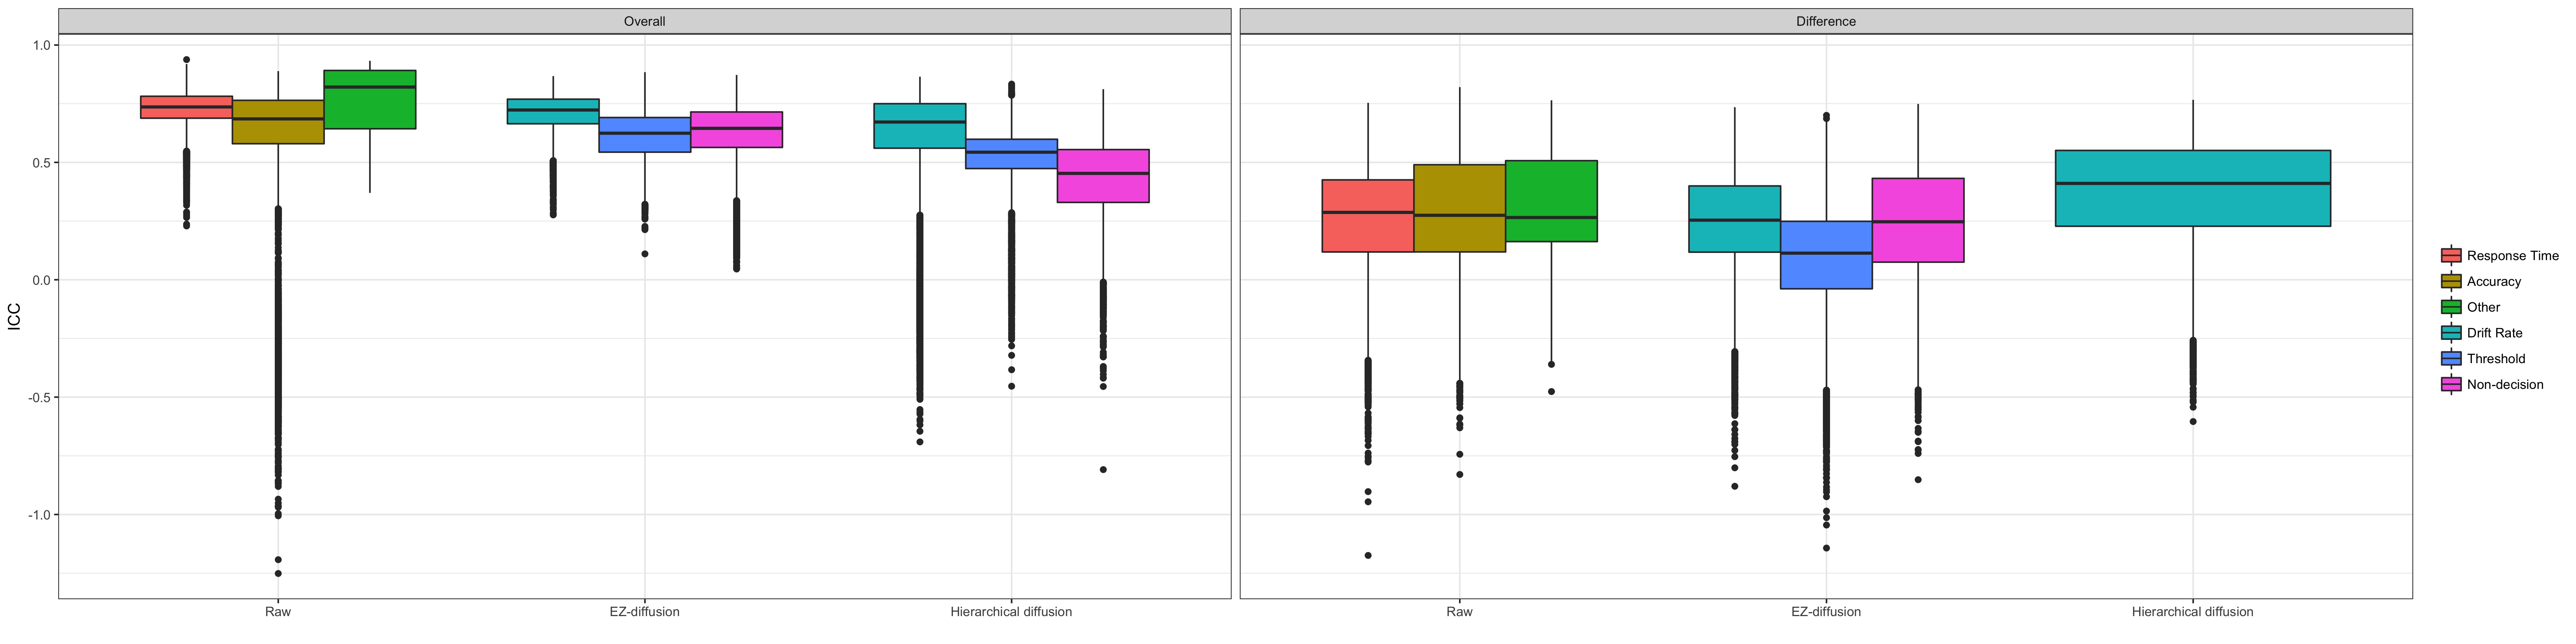 Overall
Difference
ICC
1.0
0.5
0.0
-0.5
-1.0
Raw
EZ-diffusion
Hierarchical diffusion
Raw
EZ-diffusion
Hierarchical diffusion
Response Time
Accuracy
Other
Drift Rate
Threshold
Non-decision